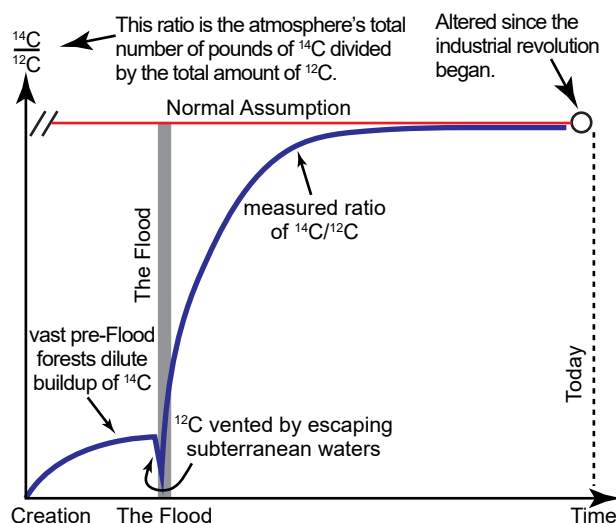 ¹⁴C
¹²C
This ratio is the atmosphere's total
number of pounds of ¹⁴C divided
by the total amount of ¹²C.
Altered since the
industrial revolution
began.
Normal Assumption
measured ratio
of ¹⁴C/¹²C
The Flood
vast pre-Flood
forests dilute
buildup of ¹⁴C
¹²C vented by escaping
subterranean waters
Today
Creation
The Flood
Time